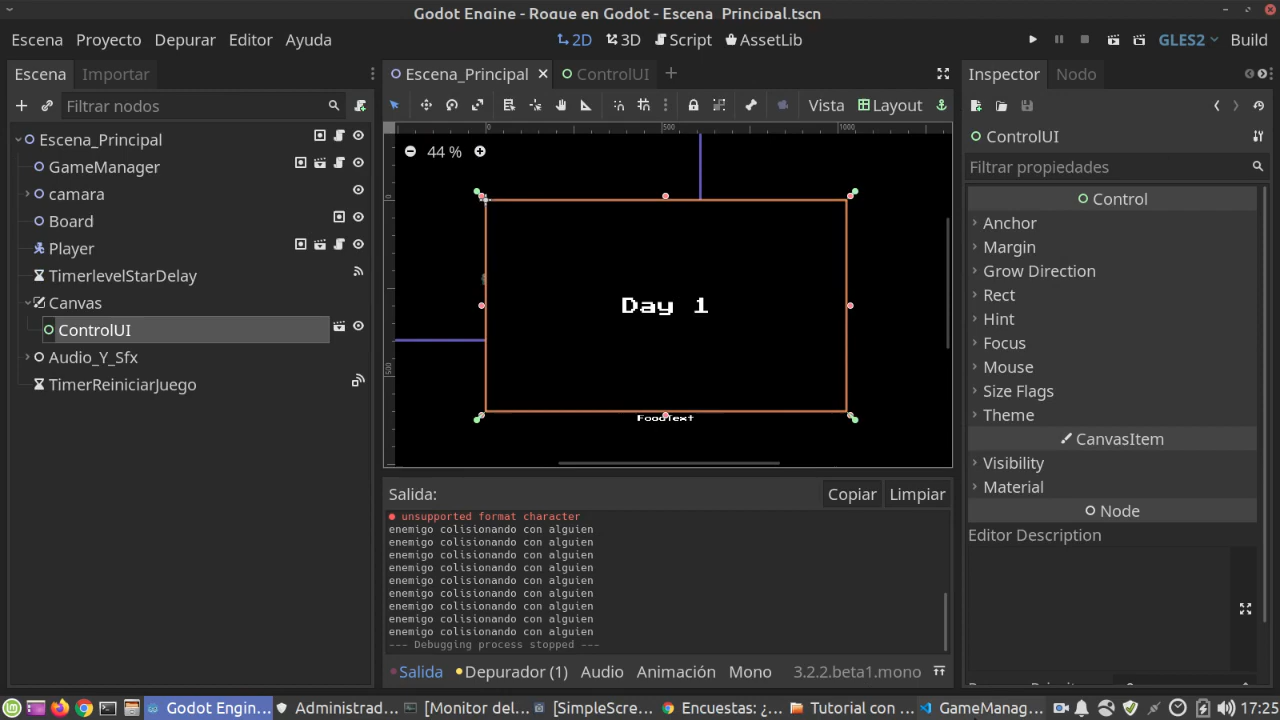 Godot Engine - Roque en Godot - Escena_Principal.tscn
Escena Proyecto Depurar Editor Ayuda
2D 3D Script AssetLib
GLES2 Build
Escena Importar
Filtrar nodos
Escena_Principal
GameManager
camara
Board
Player
TimerlevelStarDelay
Canvas
ControlUI
Audio_Y_Sfx
TimerReiniciarJuego
Escena_Principal ControlUI
Vista Layout
0 500 1000
44 %
0
500
Day 1
FoodText
Salida: Copiar Limpiar
unsupported format character
enemigo colisionando con alguien
enemigo colisionando con alguien
enemigo colisionando con alguien
enemigo colisionando con alguien
enemigo colisionando con alguien
enemigo colisionando con alguien
enemigo colisionando con alguien
enemigo colisionando con alguien
enemigo colisionando con alguien
--- Debugging process stopped ---
Salida Depurador (1) Audio Animación Mono 3.2.2.beta1.mono
Inspector Nodo
ControlUI
Filtrar propiedades
Control
Anchor
Margin
Grow Direction
Rect
Hint
Focus
Mouse
Size Flags
Theme
CanvasItem
Visibility
Material
Node
Editor Description
Godot Engin... Administrad... [Monitor del... [SimpleScre... Encuestas: ¿... Tutorial con ... GameManag... 17:25